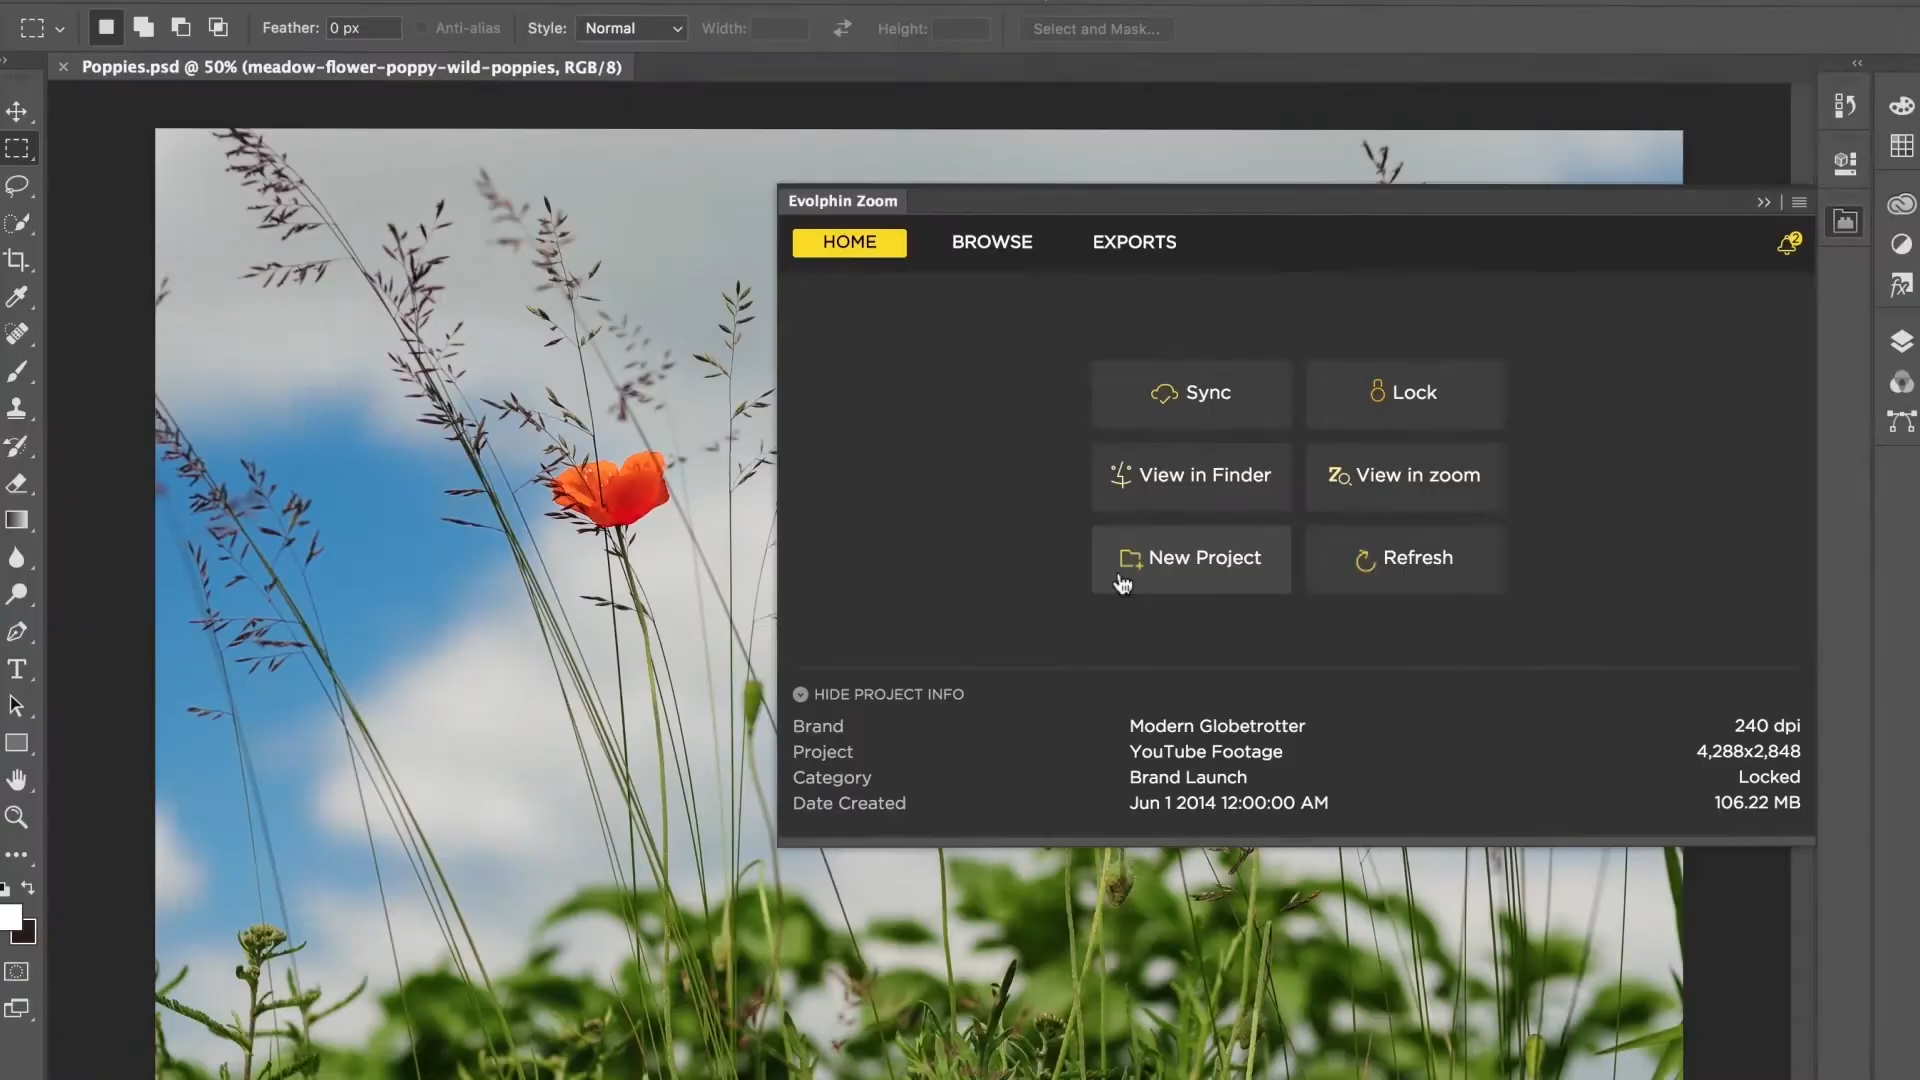 Feather: 0 px Anti-alias Style: Normal Width: Height: Select and Mask...
Poppies.psd @ 50% (meadow-flower-poppy-wild-poppies, RGB/8)
Evolphin Zoom
HOME BROWSE EXPORTS 2
Sync Lock
View in Finder View in zoom
New Project Refresh
HIDE PROJECT INFO
Brand Modern Globetrotter 240 dpi
Project YouTube Footage 4,288x2,848
Category Brand Launch Locked
Date Created Jun 1 2014 12:00:00 AM 106.22 MB